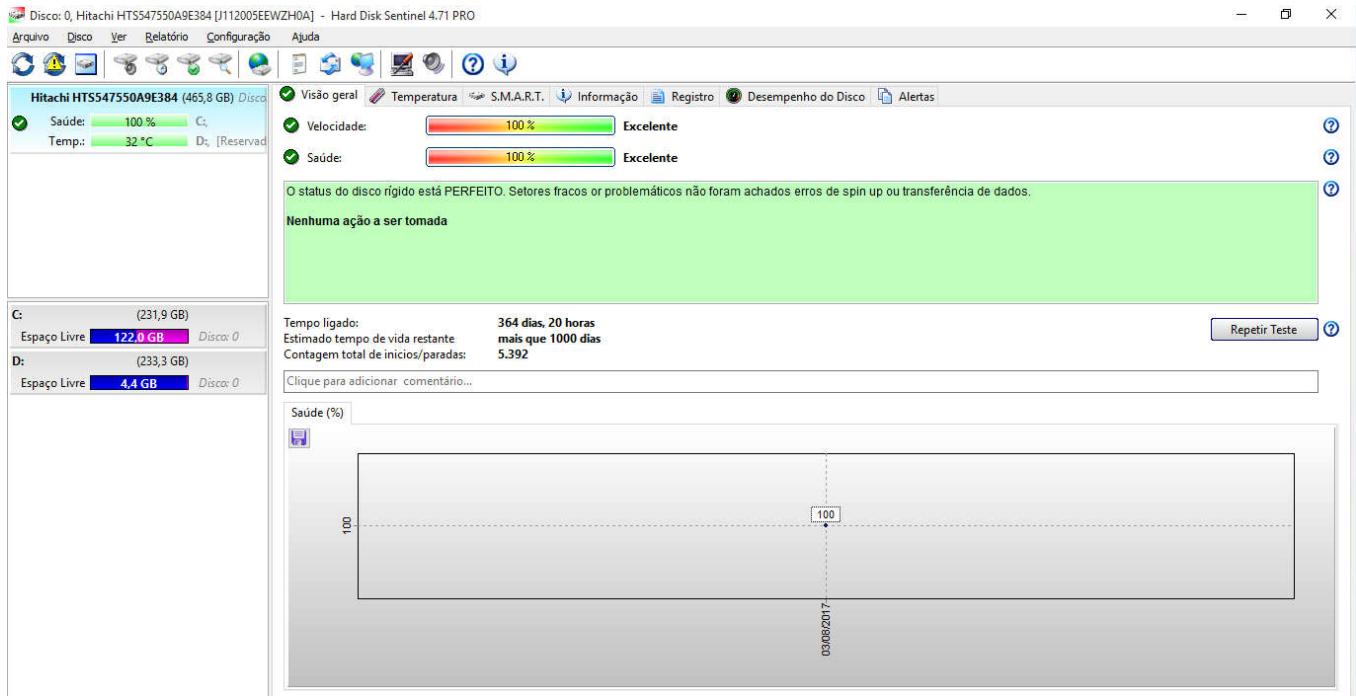 Disco: 0, Hitachi HTS547550A9E384 [J112005EEWZH0A] - Hard Disk Sentinel 4.71 PRO
Arquivo Disco Ver Relatório Configuração Ajuda
Hitachi HTS547550A9E384 (465,8 GB) Disco
Saúde: 100 % C:,
Temp.: 32 °C D:, [Reservad
C: (231,9 GB)
Espaço Livre 122,0 GB Disco: 0
D: (233,3 GB)
Espaço Livre 4,4 GB Disco: 0
Visão geral Temperatura S.M.A.R.T. Informação Registro Desempenho do Disco Alertas
Velocidade: 100 % Excelente
Saúde: 100 % Excelente
O status do disco rígido está PERFEITO. Setores fracos or problemáticos não foram achados erros de spin up ou transferência de dados.
Nenhuma ação a ser tomada
Tempo ligado: 364 dias, 20 horas
Estimado tempo de vida restante mais que 1000 dias
Contagem total de inicios/paradas: 5.392
Repetir Teste
Clique para adicionar comentário...
Saúde (%)
100
100
03/08/2017